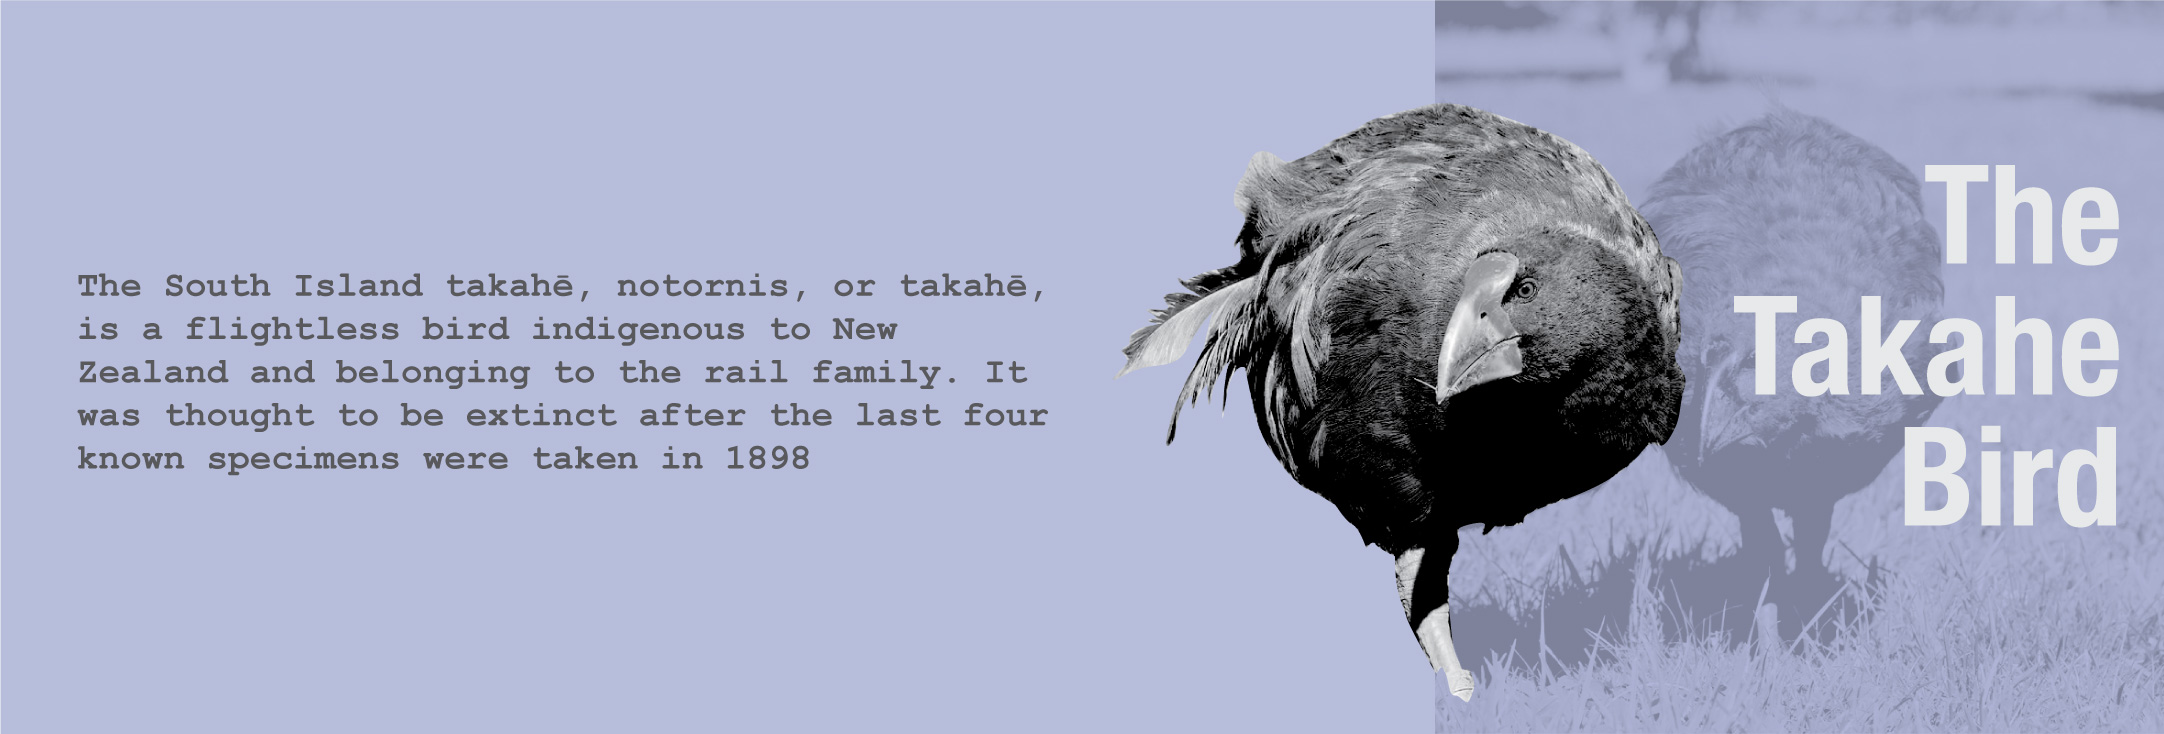 The South Island takahē, notornis, or takahē,
is a flightless bird indigenous to New
Zealand and belonging to the rail family. It
was thought to be extinct after the last four
known specimens were taken in 1898
The
Takahe
Bird